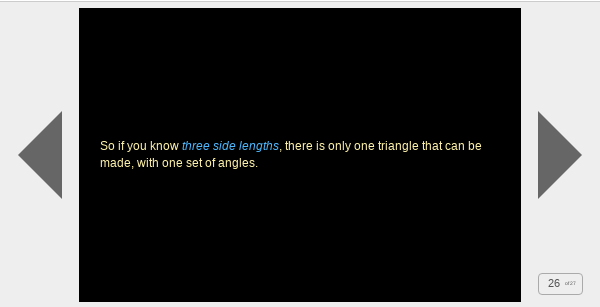 So if you know three side lengths, there is only one triangle that can be
made, with one set of angles.
26 of 27